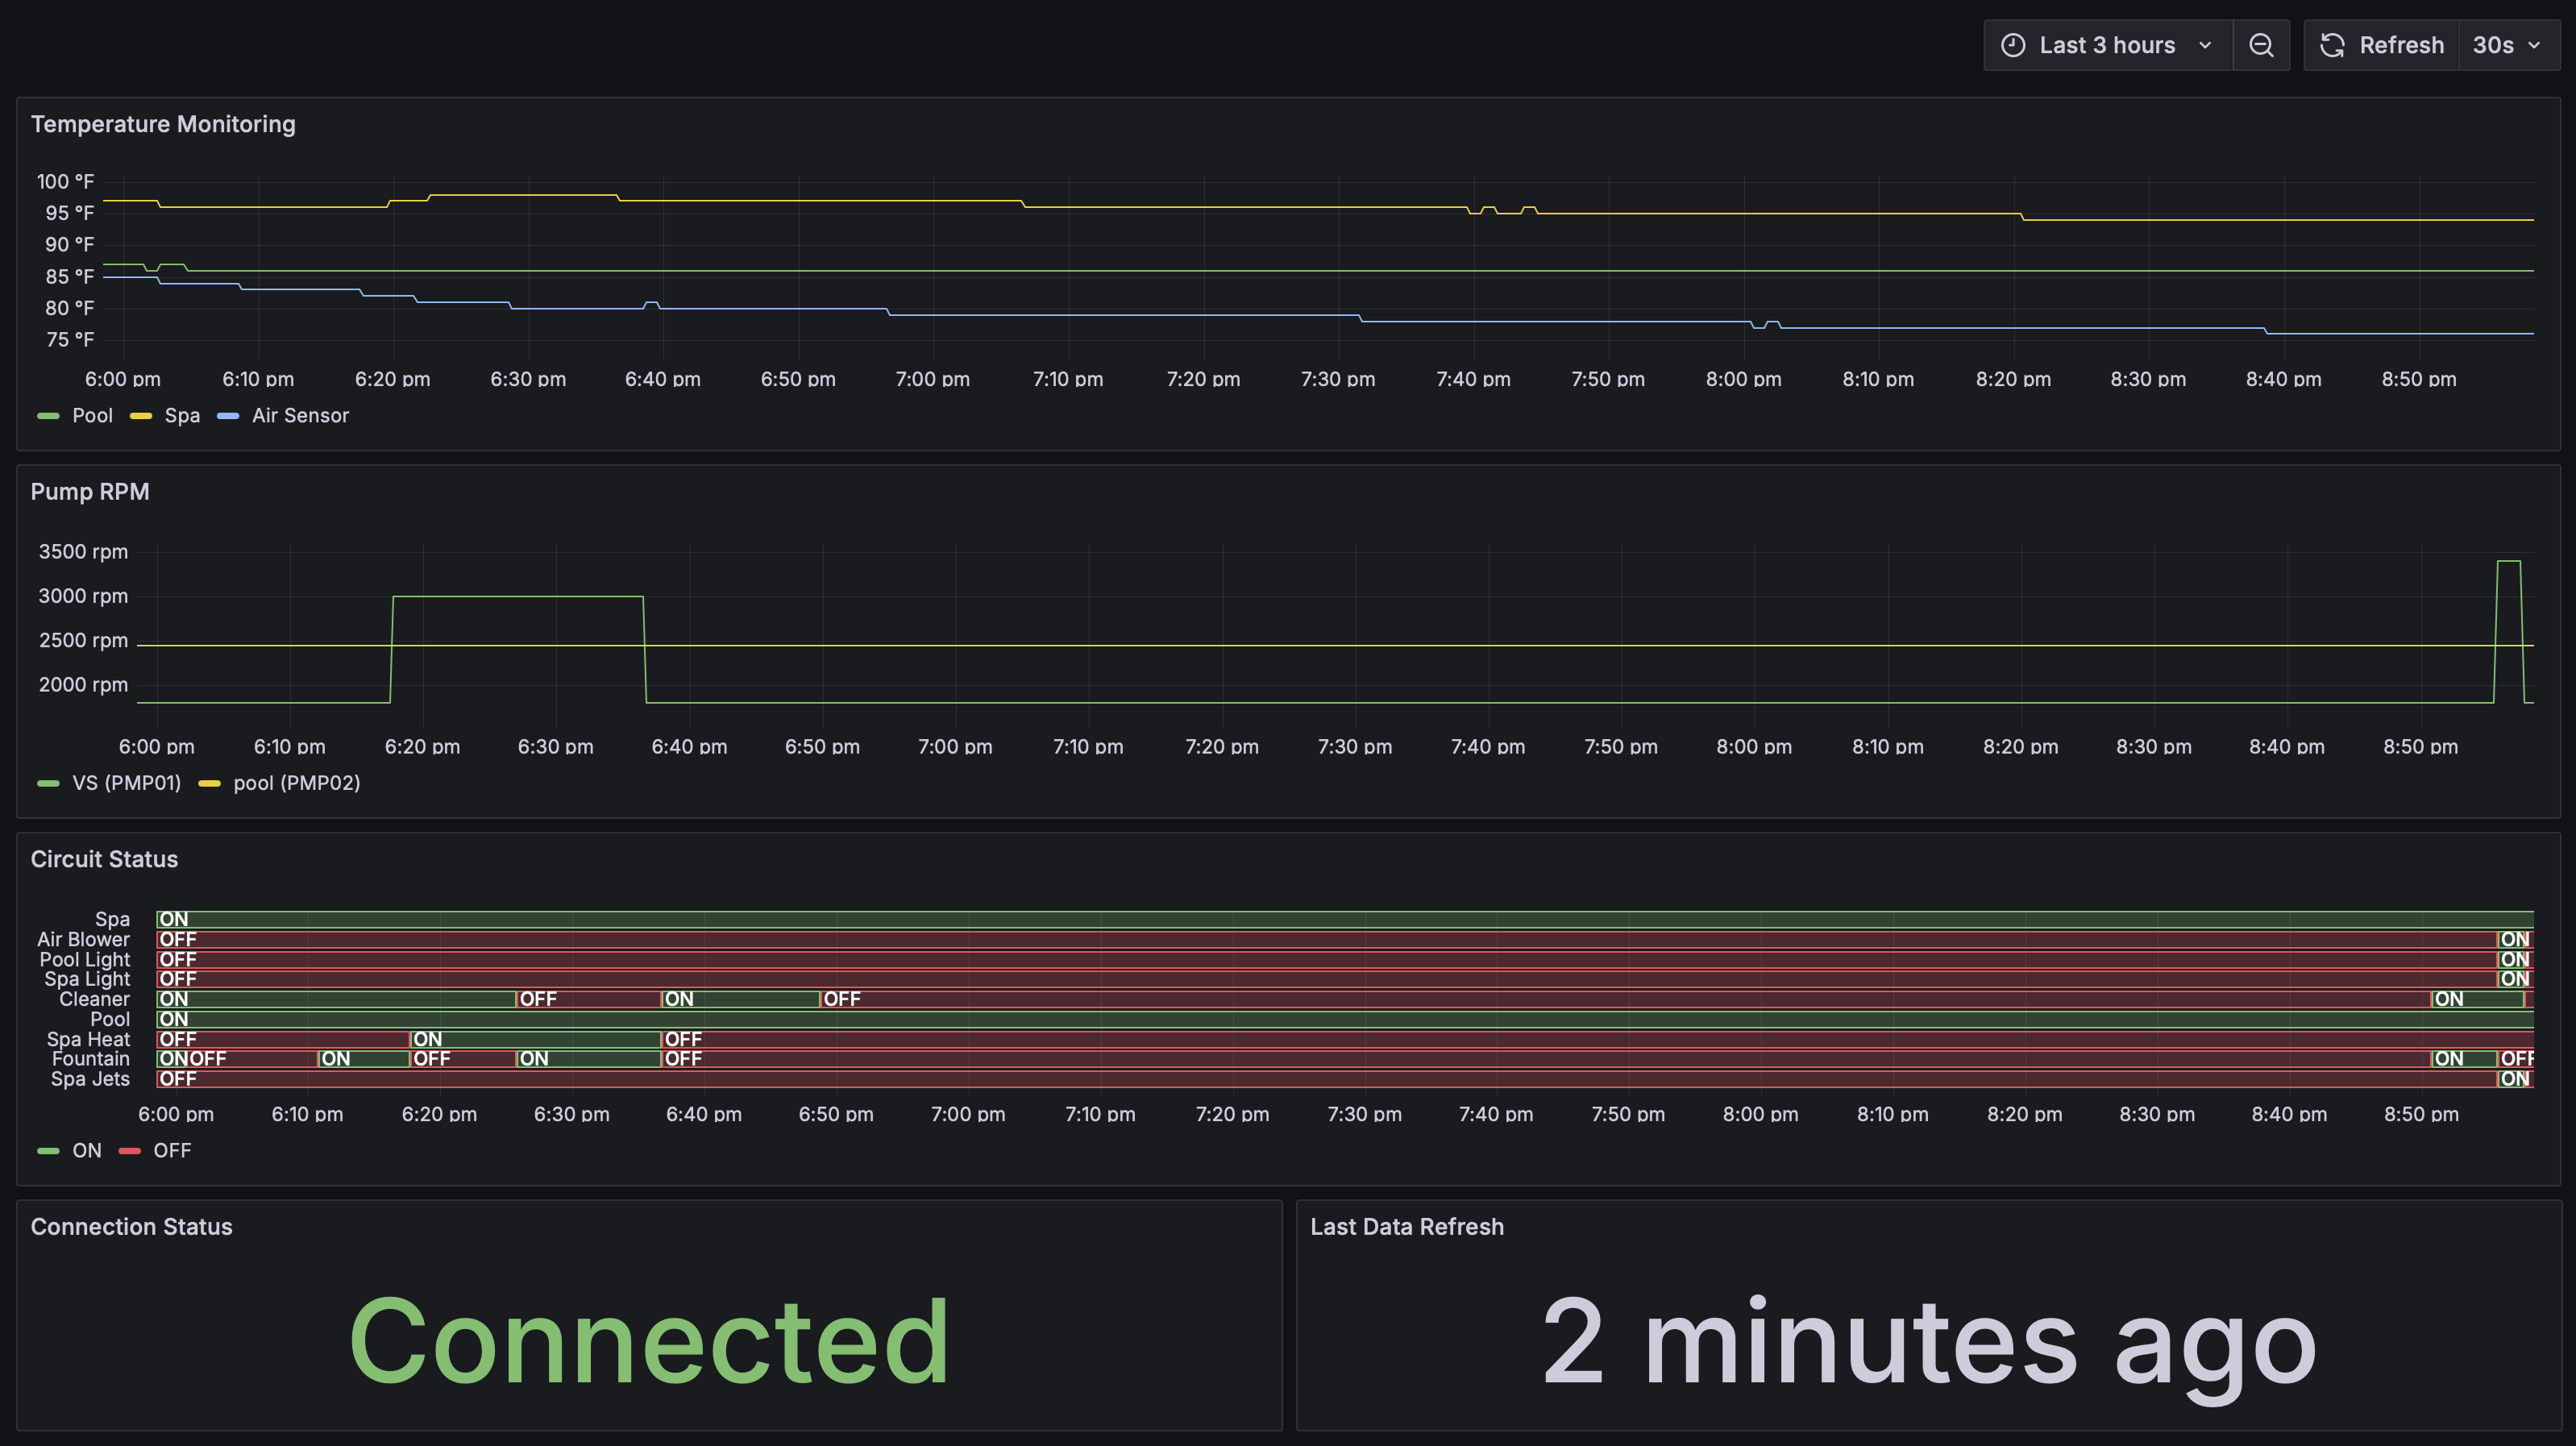 Last 3 hours Refresh 30s
Temperature Monitoring
100 °F
95 °F
90 °F
85 °F
80 °F
75 °F
6:00 pm 6:10 pm 6:20 pm 6:30 pm 6:40 pm 6:50 pm 7:00 pm 7:10 pm 7:20 pm 7:30 pm 7:40 pm 7:50 pm 8:00 pm 8:10 pm 8:20 pm 8:30 pm 8:40 pm 8:50 pm
Pool Spa Air Sensor
Pump RPM
3500 rpm
3000 rpm
2500 rpm
2000 rpm
6:00 pm 6:10 pm 6:20 pm 6:30 pm 6:40 pm 6:50 pm 7:00 pm 7:10 pm 7:20 pm 7:30 pm 7:40 pm 7:50 pm 8:00 pm 8:10 pm 8:20 pm 8:30 pm 8:40 pm 8:50 pm
VS (PMP01) pool (PMP02)
Circuit Status
Spa ON
Air Blower OFF ON
Pool Light OFF ON
Spa Light OFF ON
Cleaner ON OFF ON OFF ON
Pool ON
Spa Heat OFF ON OFF
Fountain ON OFF ON OFF ON OFF ON OFF
Spa Jets OFF ON
6:00 pm 6:10 pm 6:20 pm 6:30 pm 6:40 pm 6:50 pm 7:00 pm 7:10 pm 7:20 pm 7:30 pm 7:40 pm 7:50 pm 8:00 pm 8:10 pm 8:20 pm 8:30 pm 8:40 pm 8:50 pm
ON OFF
Connection Status
Connected
Last Data Refresh
2 minutes ago